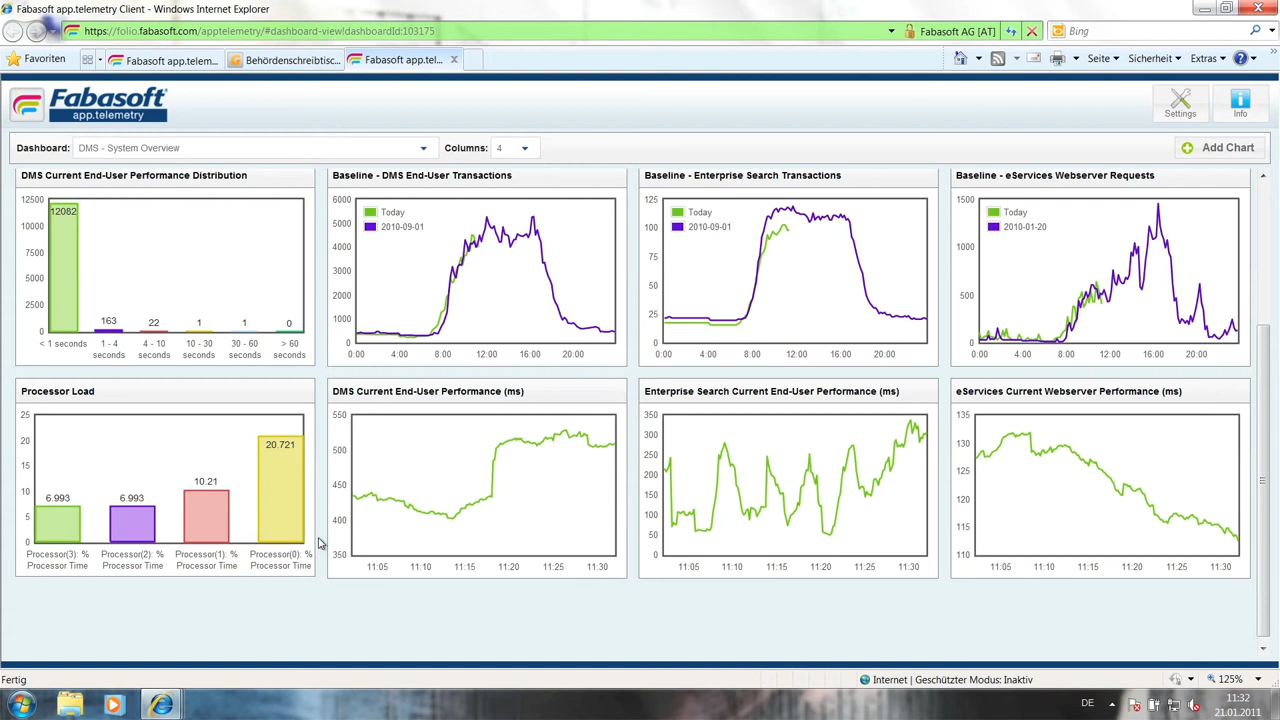 Fabasoft app.telemetry Client - Windows Internet Explorer
https://folio.fabasoft.com/apptelemetry/#dashboard-view|dashboardId:103175
Fabasoft AG [AT]
Bing
Favoriten
Fabasoft app.telem...
Behördenschreibtisc...
Fabasoft app.tel...
Seite
Sicherheit
Extras
Fabasoft
app.telemetry
Settings
Info
Dashboard: DMS - System Overview
Columns: 4
Add Chart
DMS Current End-User Performance Distribution
12500
10000
7500
5000
2500
0
12082
163
22
1
1
0
< 1 seconds
1 - 4 seconds
4 - 10 seconds
10 - 30 seconds
30 - 60 seconds
> 60 seconds
Baseline - DMS End-User Transactions
6000
5000
4000
3000
2000
1000
0
Today
2010-09-01
0:00 4:00 8:00 12:00 16:00 20:00
Baseline - Enterprise Search Transactions
125
100
75
50
25
0
Today
2010-09-01
0:00 4:00 8:00 12:00 16:00 20:00
Baseline - eServices Webserver Requests
1500
1000
500
0
Today
2010-01-20
0:00 4:00 8:00 12:00 16:00 20:00
Processor Load
25
20
15
10
5
0
6.993
6.993
10.21
20.721
Processor(3): % Processor Time
Processor(2): % Processor Time
Processor(1): % Processor Time
Processor(0): % Processor Time
DMS Current End-User Performance (ms)
550
500
450
400
350
11:05 11:10 11:15 11:20 11:25 11:30
Enterprise Search Current End-User Performance (ms)
350
300
250
200
150
100
50
0
11:05 11:10 11:15 11:20 11:25 11:30
eServices Current Webserver Performance (ms)
135
130
125
120
115
110
11:05 11:10 11:15 11:20 11:25 11:30
Fertig
Internet | Geschützter Modus: Inaktiv
125%
DE
11:32
21.01.2011